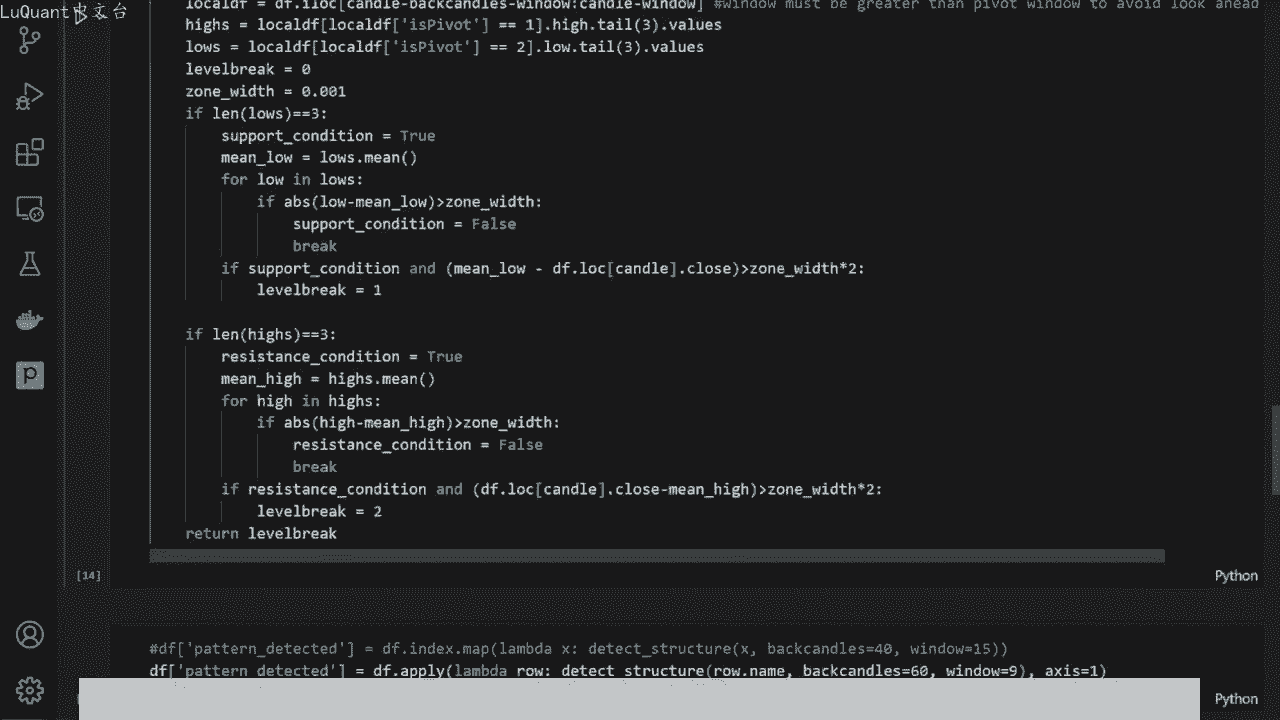 LuQuant中文台
localdf = df.iloc[candle-backcandles-window:candle-window] #window must be greater than pivot window to avoid look ahead
highs = localdf[localdf['isPivot'] == 1].high.tail(3).values
lows = localdf[localdf['isPivot'] == 2].low.tail(3).values
levelbreak = 0
zone_width = 0.001
if len(lows)==3:
support_condition = True
mean_low = lows.mean()
for low in lows:
if abs(low-mean_low)>zone_width:
support_condition = False
break
if support_condition and (mean_low - df.loc[candle].close)>zone_width*2:
levelbreak = 1
if len(highs)==3:
resistance_condition = True
mean_high = highs.mean()
for high in highs:
if abs(high-mean_high)>zone_width:
resistance_condition = False
break
if resistance_condition and (df.loc[candle].close-mean_high)>zone_width*2:
levelbreak = 2
return levelbreak
[14]
Python
#df['pattern_detected'] = df.index.map(lambda x: detect_structure(x, backcandles=40, window=15))
df['pattern_detected'] = df.apply(lambda row: detect_structure(row.name, backcandles=60, window=9), axis=1)
Python